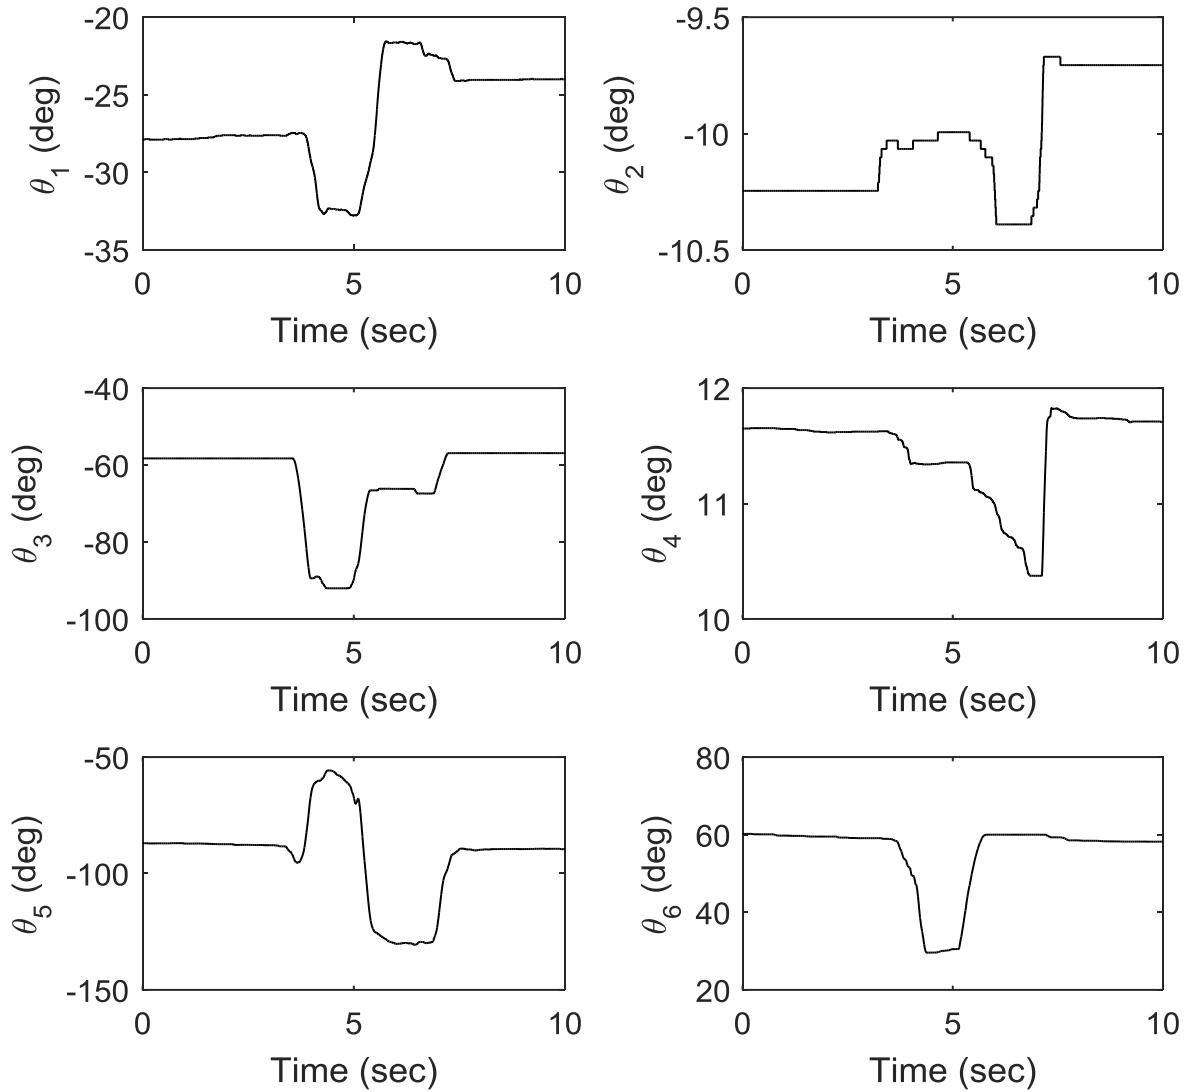 -20
-25
-30
-35
θ1 (deg)
0 5 10
Time (sec)
-9.5
-10
-10.5
θ2 (deg)
0 5 10
Time (sec)
-40
-60
-80
-100
θ3 (deg)
0 5 10
Time (sec)
12
11
10
θ4 (deg)
0 5 10
Time (sec)
-50
-100
-150
θ5 (deg)
0 5 10
Time (sec)
80
60
40
20
θ6 (deg)
0 5 10
Time (sec)